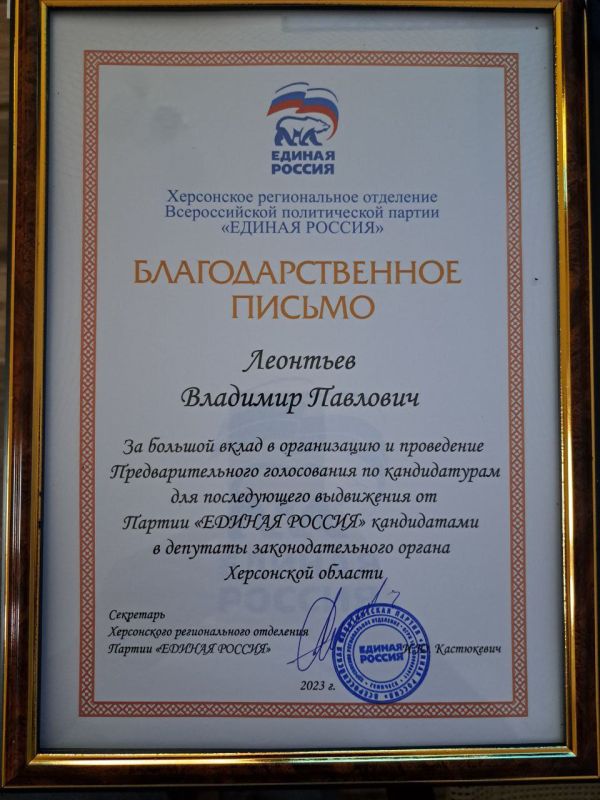 ЕДИНАЯ
РОССИЯ
Херсонское региональное отделение
Всероссийской политической партии
«ЕДИНАЯ РОССИЯ»
БЛАГОДАРСТВЕННОЕ
ПИСЬМО
Леонтьев
Владимир Павлович
За большой вклад в организацию и проведение
Предварительного голосования по кандидатурам
для последующего выдвижения от
Партии «ЕДИНАЯ РОССИЯ» кандидатами
в депутаты законодательного органа
Херсонской области
Секретарь
Херсонского регионального отделения
Партии «ЕДИНАЯ РОССИЯ»
Кастюкевич
ЕДИНАЯ
РОССИЯ
2023 г.